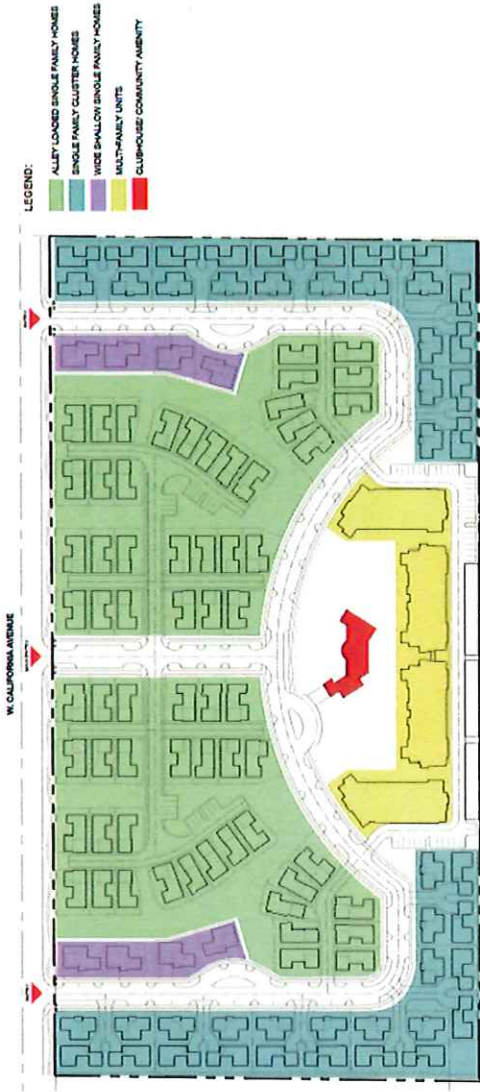 W. CALIFORNIA AVENUE
LEGEND:
ALLEY LOADED SINGLE FAMILY HOMES
SINGLE FAMILY CLUSTER HOMES
WIDE SHALLOW SINGLE FAMILY HOMES
MULTI-FAMILY UNITS
CLUBHOUSE/ COMMUNITY AMENITY